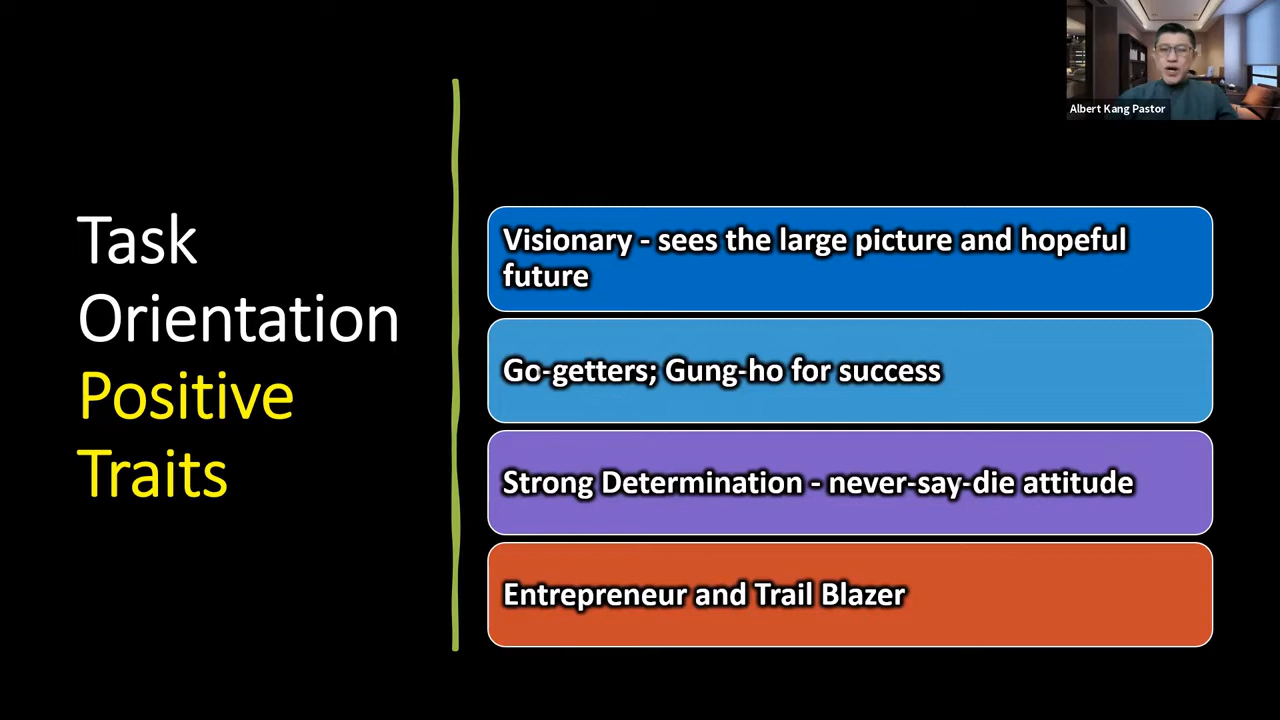 Albert Kang Pastor
Task
Orientation
Positive
Traits
Visionary - sees the large picture and hopeful
future
Go-getters; Gung-ho for success
Strong Determination - never-say-die attitude
Entrepreneur and Trail Blazer